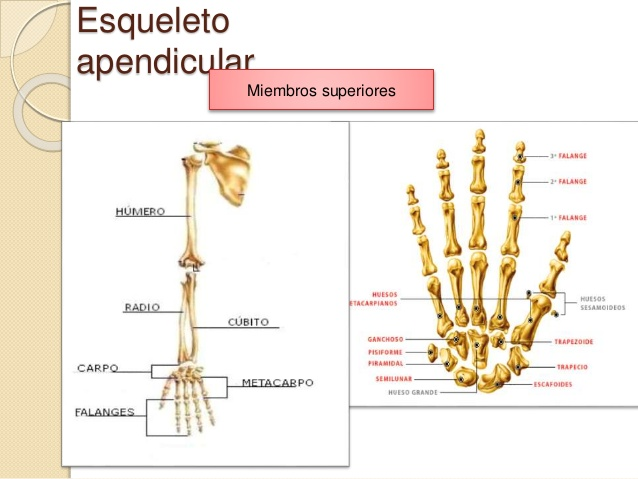 Esqueleto
apendicular
Miembros superiores
HÚMERO
RADIO
CÚBITO
CARPO
METACARPO
FALANGES
3ª FALANGE
2ª FALANGE
1ª FALANGE
HUESOS
ETACARPIANOS
HUESOS
SESAMOIDEOS
GANCHOSO
PISIFORME
PIRAMIDAL
SEMILUNAR
HUESO GRANDE
TRAPEZOIDE
TRAPECIO
ESCAFOIDES